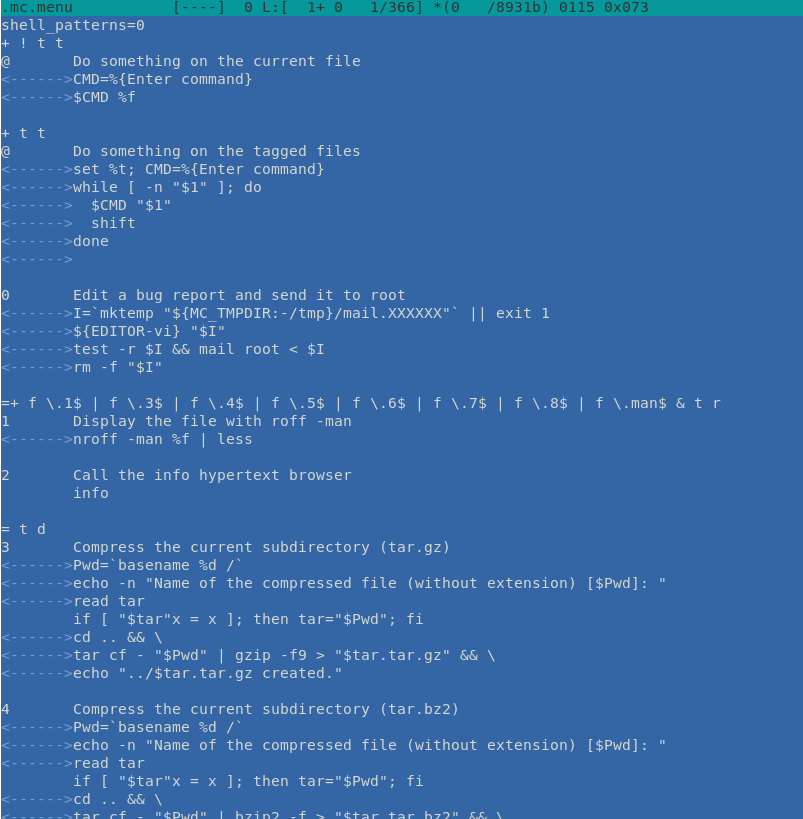 .mc.menu           [----]  0 L:[  1+ 0   1/366] *(0   /8931b) 0115 0x073
shell_patterns=0
+ ! t t
@       Do something on the current file
<------>CMD=%{Enter command}
<------>$CMD %f

+ t t
@       Do something on the tagged files
<------>set %t; CMD=%{Enter command}
<------>while [ -n "$1" ]; do
<------>  $CMD "$1"
<------>  shift
<------>done
<------>

0       Edit a bug report and send it to root
<------>I=`mktemp "${MC_TMPDIR:-/tmp}/mail.XXXXXX"` || exit 1
<------>${EDITOR-vi} "$I"
<------>test -r $I && mail root < $I
<------>rm -f "$I"

=+ f \.1$ | f \.3$ | f \.4$ | f \.5$ | f \.6$ | f \.7$ | f \.8$ | f \.man$ & t r
1       Display the file with roff -man
<------>nroff -man %f | less

2       Call the info hypertext browser
        info

= t d
3       Compress the current subdirectory (tar.gz)
<------>Pwd=`basename %d /`
<------>echo -n "Name of the compressed file (without extension) [$Pwd]: "
<------>read tar
        if [ "$tar"x = x ]; then tar="$Pwd"; fi
<------>cd .. && \
<------>tar cf - "$Pwd" | gzip -f9 > "$tar.tar.gz" && \
<------>echo "../$tar.tar.gz created."

4       Compress the current subdirectory (tar.bz2)
<------>Pwd=`basename %d /`
<------>echo -n "Name of the compressed file (without extension) [$Pwd]: "
<------>read tar
        if [ "$tar"x = x ]; then tar="$Pwd"; fi
<------>cd .. && \
<------>tar cf - "$Pwd" | bzip2 -f > "$tar.tar.bz2" && \